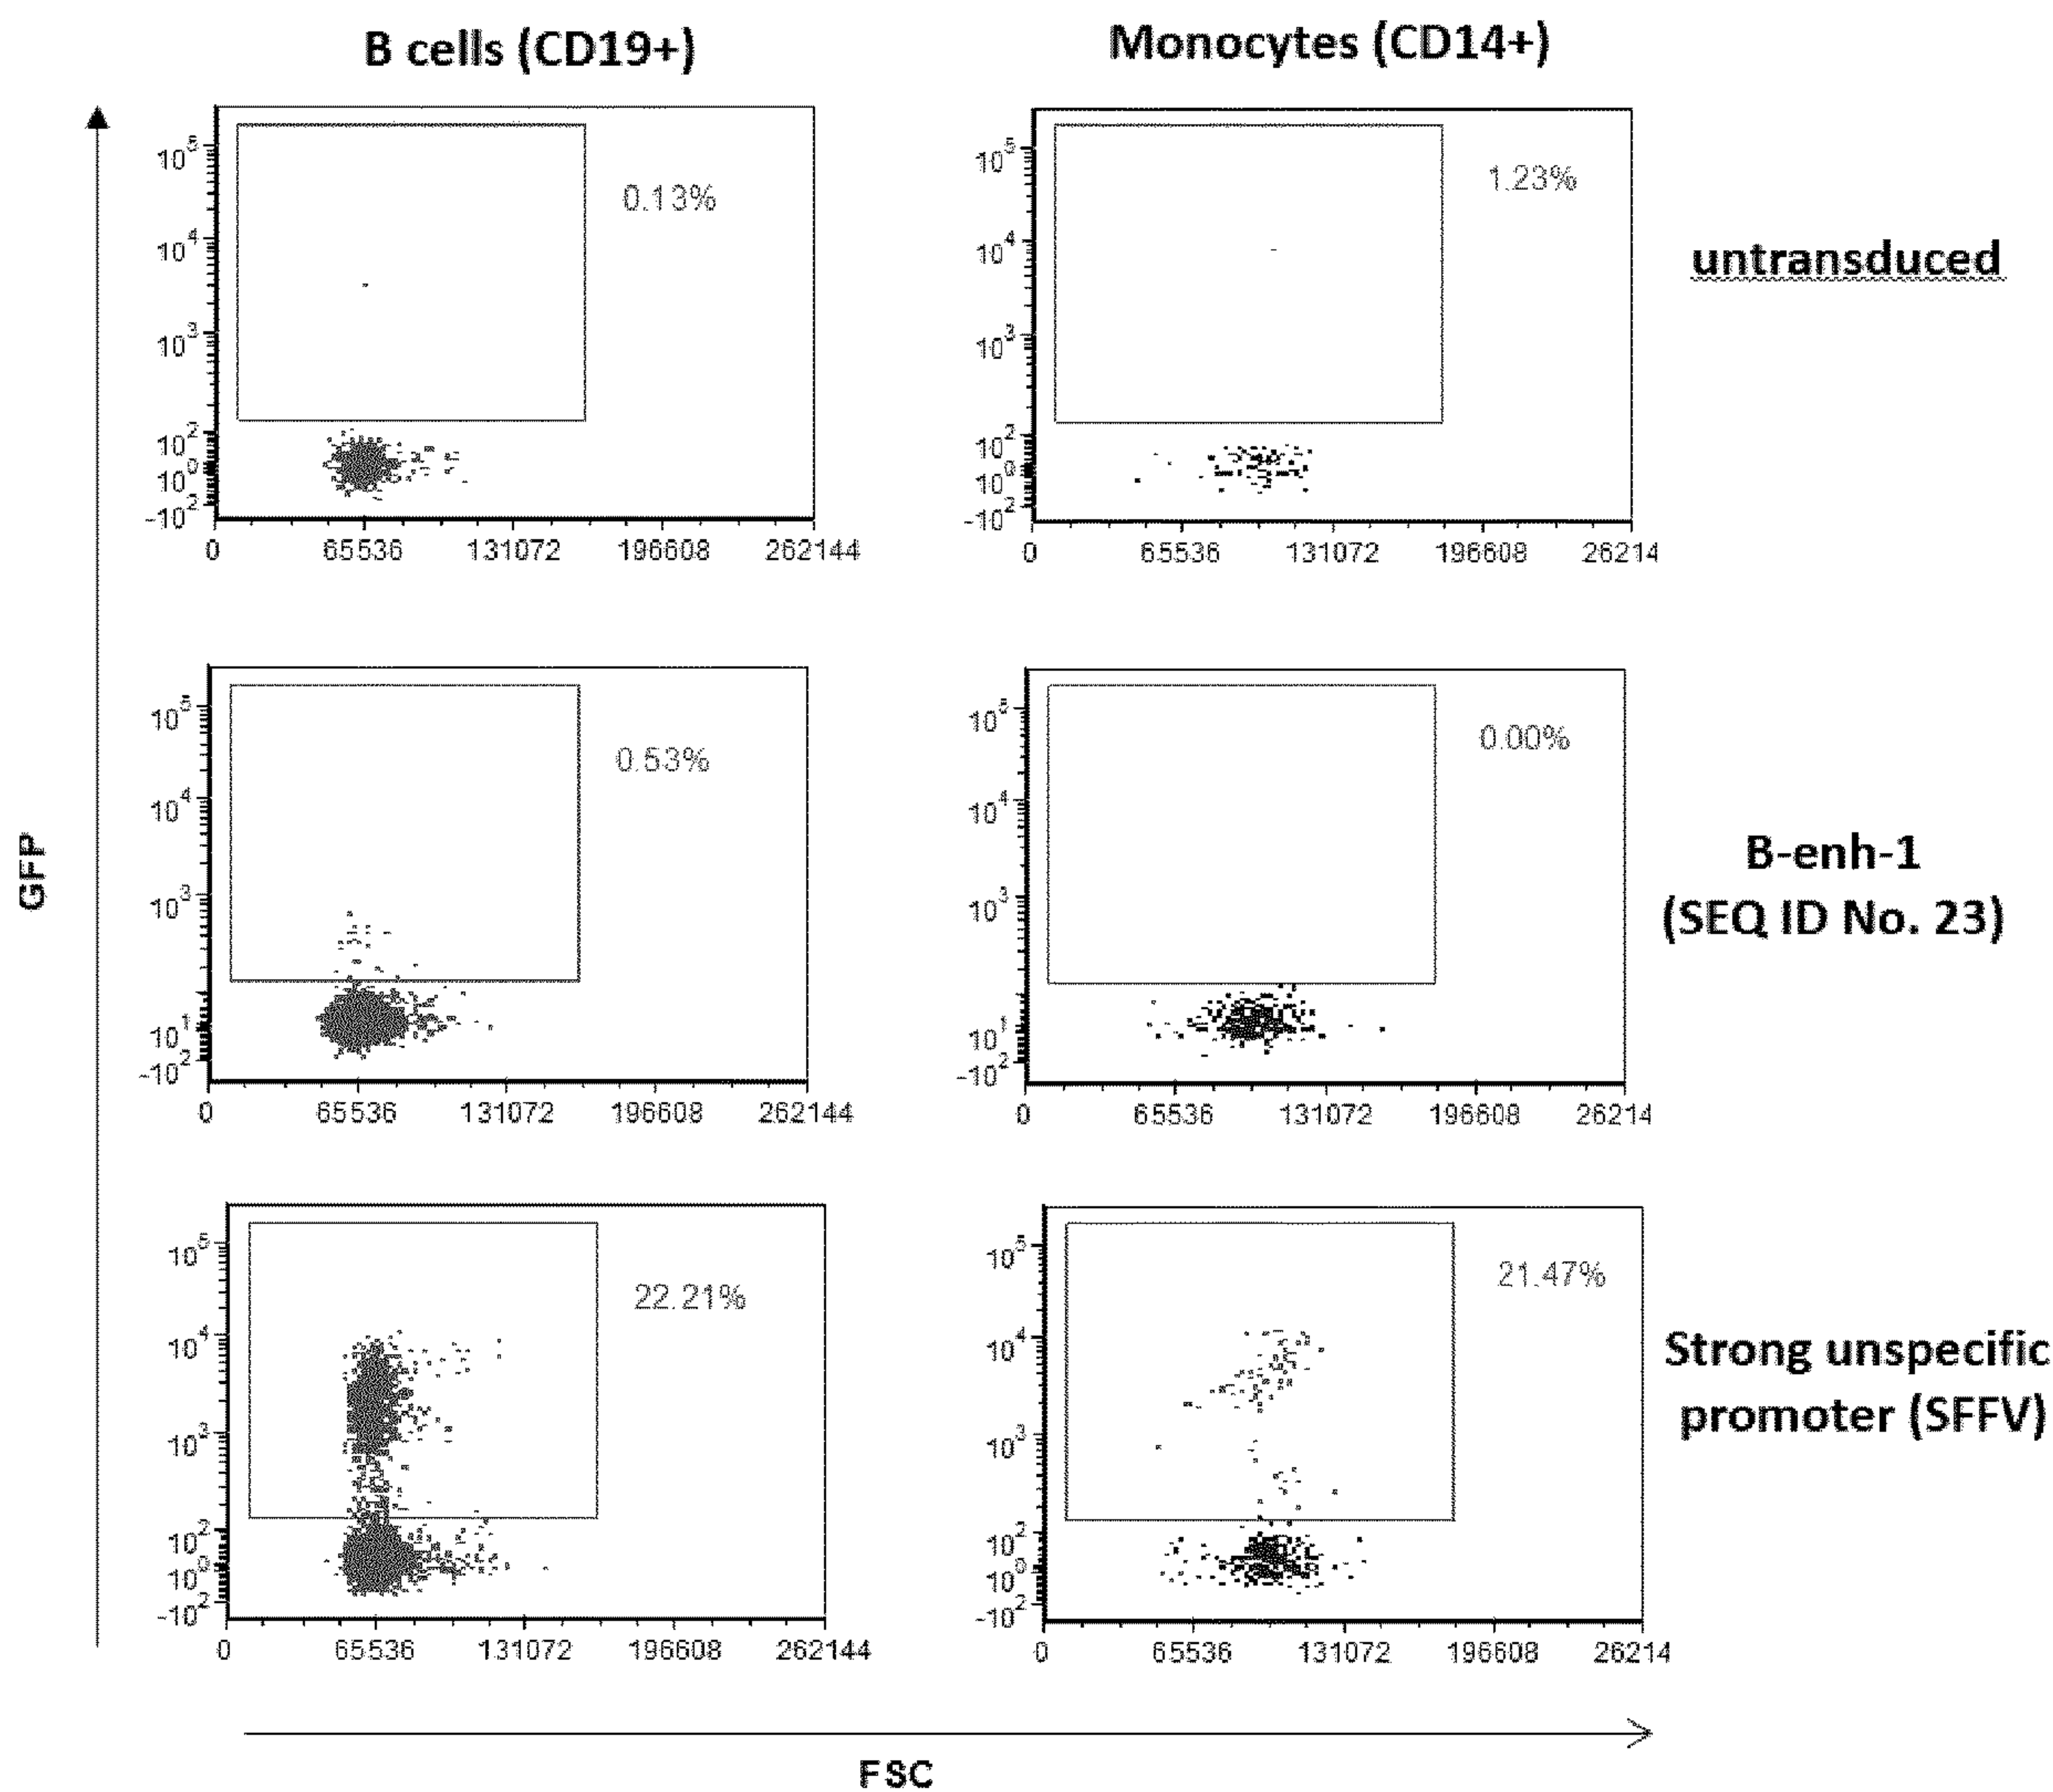 B cells (CD19+)
Monocytes (CD14+)
10^5
10^4
10^3
10^2
10^0
-10^2
0 65536 131072 196608 262144
0.13%
10^5
10^4
10^3
10^2
10^0
-10^2
0 65536 131072 196608 26214
1.23%
untransduced
GFP
10^5
10^4
10^3
10^1
-10^2
0 65536 131072 196608 262144
0.53%
10^5
10^4
10^3
10^1
-10^2
0 65536 131072 196608 26214
0.00%
B-enh-1
(SEQ ID No. 23)
10^5
10^4
10^3
10^2
10^0
-10^2
0 65536 131072 196608 262144
22.21%
10^5
10^4
10^3
10^2
10^0
-10^2
0 65536 131072 196608 26214
21.47%
Strong unspecific
promoter (SFFV)
FSC